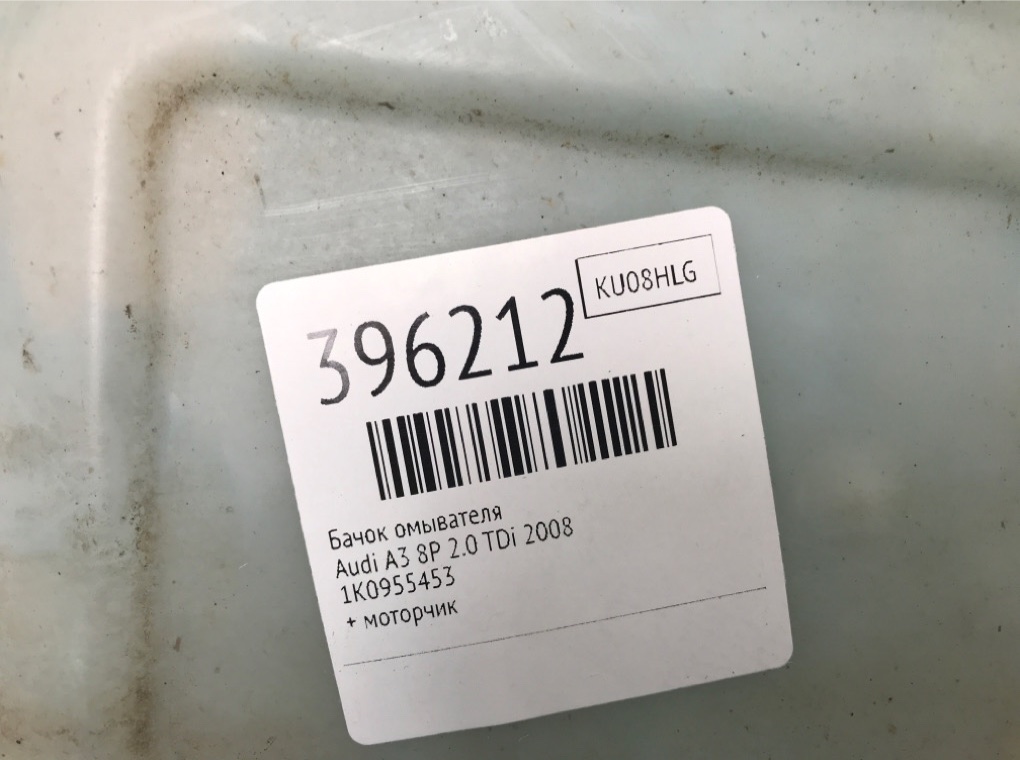 KU08HLG
396212
Бачок омывателя
Audi A3 8P 2.0 TDi 2008
1K0955453
+ моторчик